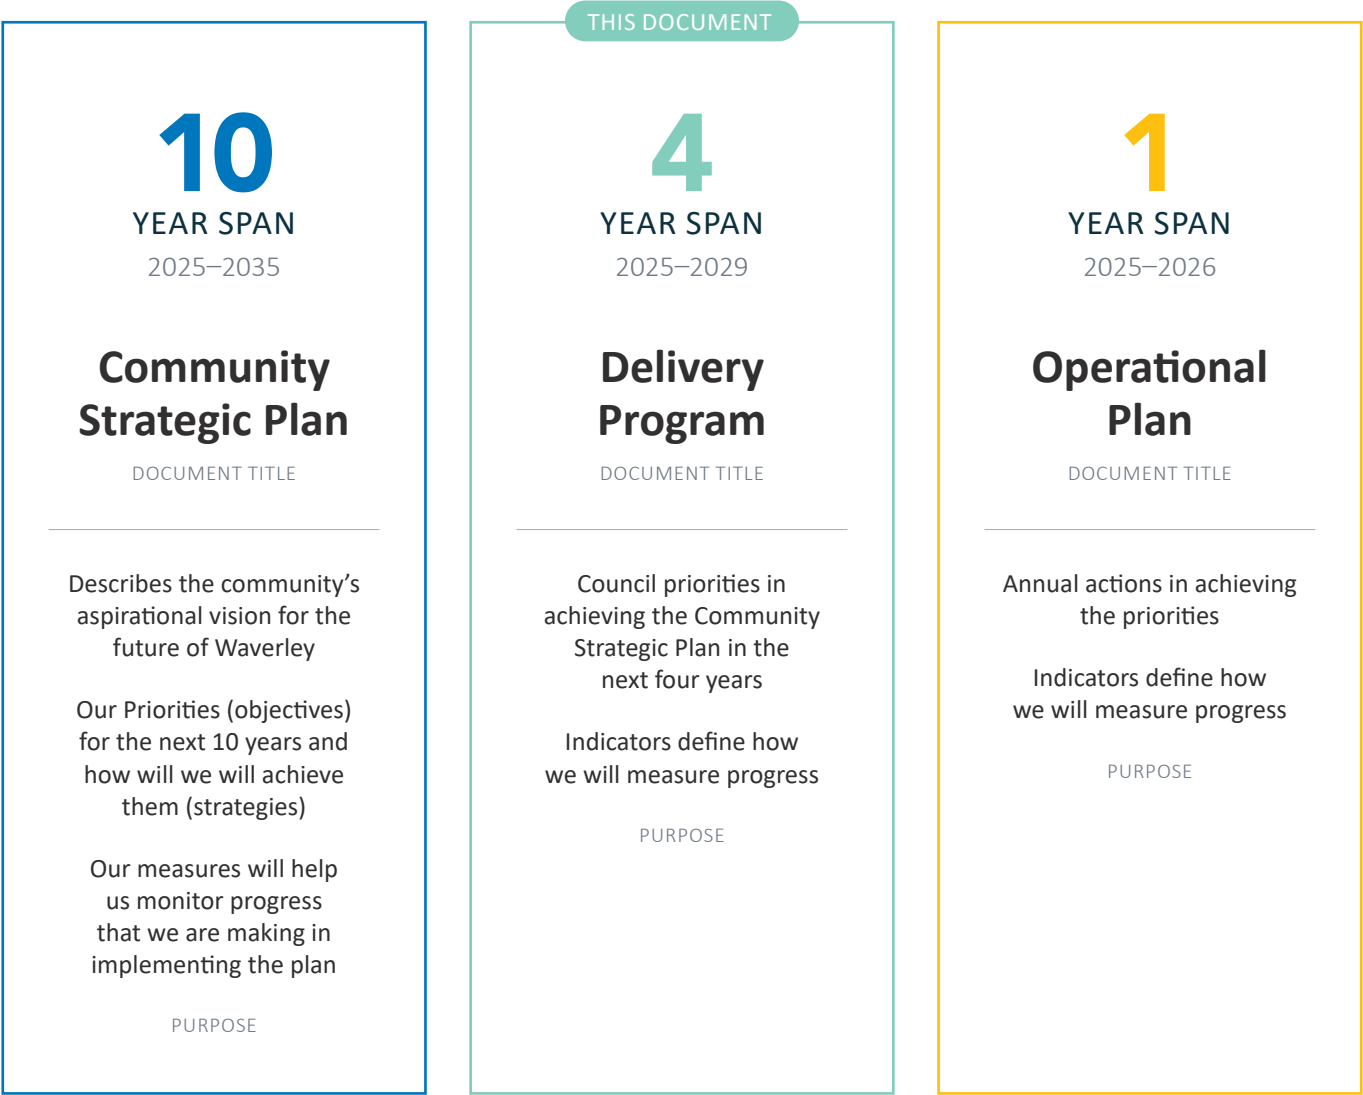 10
YEAR SPAN
2025–2035
Community
Strategic Plan
DOCUMENT TITLE
Describes the community’s
aspirational vision for the
future of Waverley
Our Priorities (objectives)
for the next 10 years and
how will we will achieve
them (strategies)
Our measures will help
us monitor progress
that we are making in
implementing the plan
PURPOSE
THIS DOCUMENT
4
YEAR SPAN
2025–2029
Delivery
Program
DOCUMENT TITLE
Council priorities in
achieving the Community
Strategic Plan in the
next four years
Indicators define how
we will measure progress
PURPOSE
1
YEAR SPAN
2025–2026
Operational
Plan
DOCUMENT TITLE
Annual actions in achieving
the priorities
Indicators define how
we will measure progress
PURPOSE